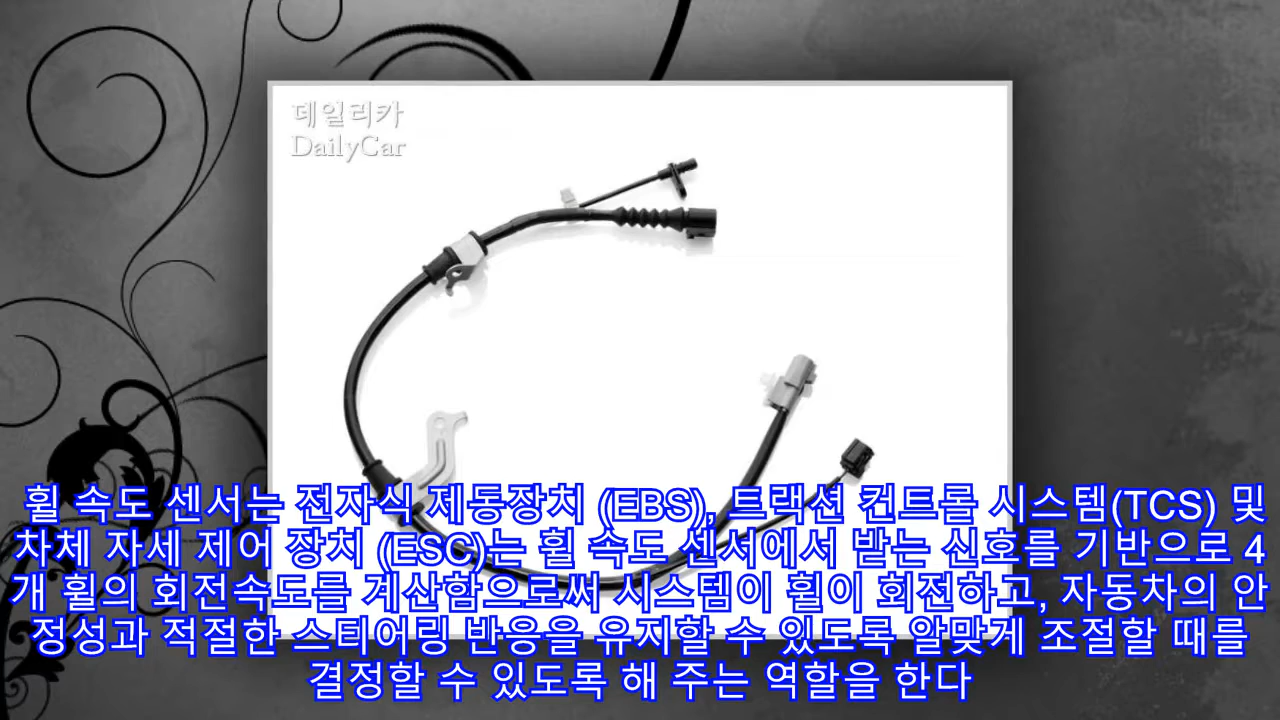 데일리카
DailyCar
휠 속도 센서는 전자식 제동장치 (EBS), 트랙션 컨트롤 시스템(TCS) 및
차체 자세 제어 장치 (ESC)는 휠 속도 센서에서 받는 신호를 기반으로 4
개 휠의 회전속도를 계산함으로써 시스템이 휠이 회전하고, 자동차의 안
정성과 적절한 스티어링 반응을 유지할 수 있도록 알맞게 조절할 때를
결정할 수 있도록 해 주는 역할을 한다